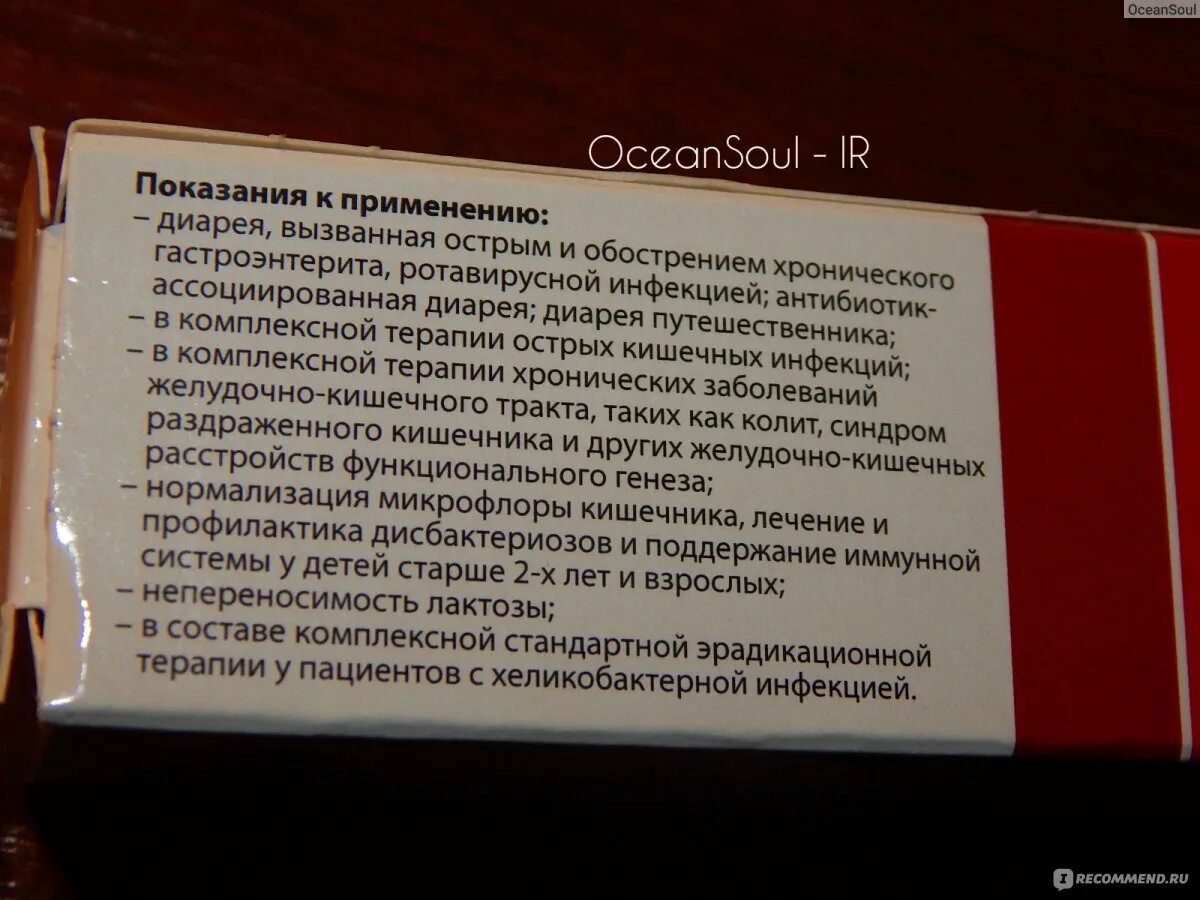 OceanSoul
OceanSoul - IR
Показания к применению:
– диарея, вызванная острым и обострением хронического
гастроэнтерита, ротавирусной инфекцией; антибиотик-
ассоциированная диарея; диарея путешественника;
– в комплексной терапии острых кишечных инфекций;
– в комплексной терапии хронических заболеваний
желудочно-кишечного тракта, таких как колит, синдром
раздраженного кишечника и других желудочно-кишечных
расстройств функционального генеза;
– нормализация микрофлоры кишечника, лечение и
профилактика дисбактериозов и поддержание иммунной
системы у детей старше 2-х лет и взрослых;
– непереносимость лактозы;
– в составе комплексной стандартной эрадикационной
терапии у пациентов с хеликобактерной инфекцией.
IRECOMMEND.RU